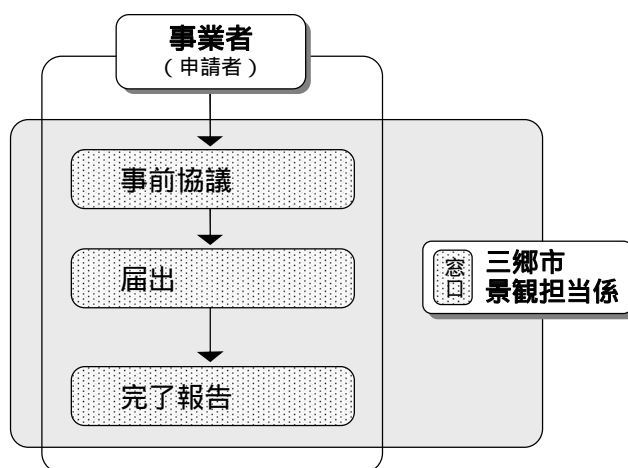 事業者
（申請者）
事前協議
届出
完了報告
窓口
三郷市
景観担当係